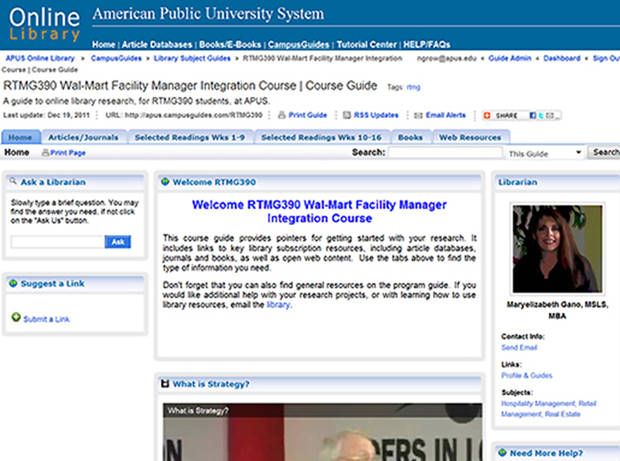 Online
Library
American Public University System
Home | Article Databases | Books/E-Books | CampusGuides | Tutorial Center | HELP/FAQs
APUS Online Library » CampusGuides » Library Subject Guides » RTMG390 Wal-Mart Facility Manager Integration
Course | Course Guide
ngrow@apus.edu Guide Admin Dashboard Sign Out
RTMG390 Wal-Mart Facility Manager Integration Course | Course Guide Tags: rtmg
A guide to online library research, for RTMG390 students, at APUS.
Last update: Dec 19, 2011 URL: http://apus.campusguides.com/RTMG390 Print Guide RSS Updates Email Alerts SHARE
Home Articles/Journals Selected Readings Wks 1-9 Selected Readings Wks 10-16 Books Web Resources
Home Print Page Search: This Guide Search
Ask a Librarian
Slowly type a brief question. You may
find the answer you need, if not click
on the "Ask Us" button.
Ask
Suggest a Link
Submit a Link
Welcome RTMG390
Welcome RTMG390 Wal-Mart Facility Manager
Integration Course
This course guide provides pointers for getting started with your research. It
includes links to key library subscription resources, including article databases,
journals and books, as well as open web content. Use the tabs above to find the
type of information you need.
Don't forget that you can also find general resources on the program guide. If you
would like additional help with your research projects, or with learning how to use
library resources, email the library.
What is Strategy?
What is Strategy?
ON
DERS IN L
Librarian
Maryelizabeth Gano, MSLS,
MBA
Contact Info:
Send Email
Links:
Profile & Guides
Subjects:
Hospitality Management; Retail
Management; Real Estate
Need More Help?